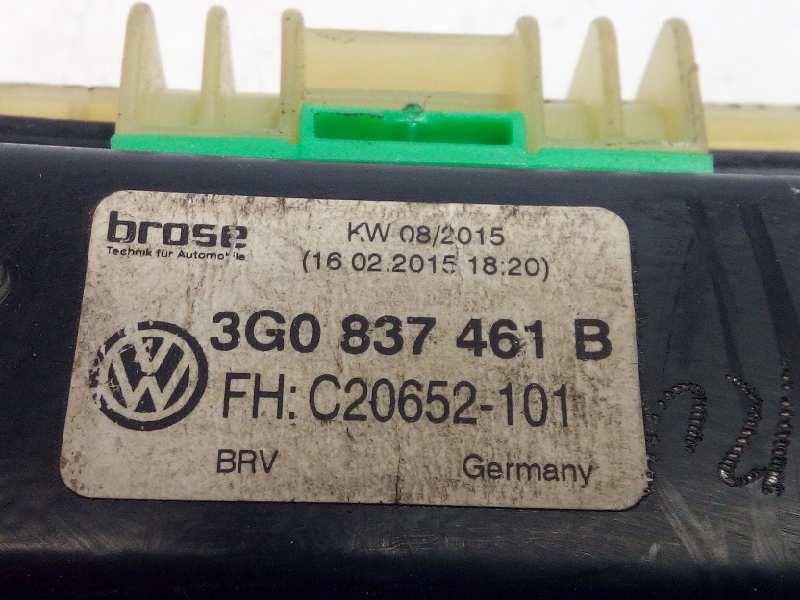 brose
Technik für Automobile
KW 08/2015
(16 02.2015 18:20)
3G0 837 461 B
FH: C20652-101
BRV
Germany